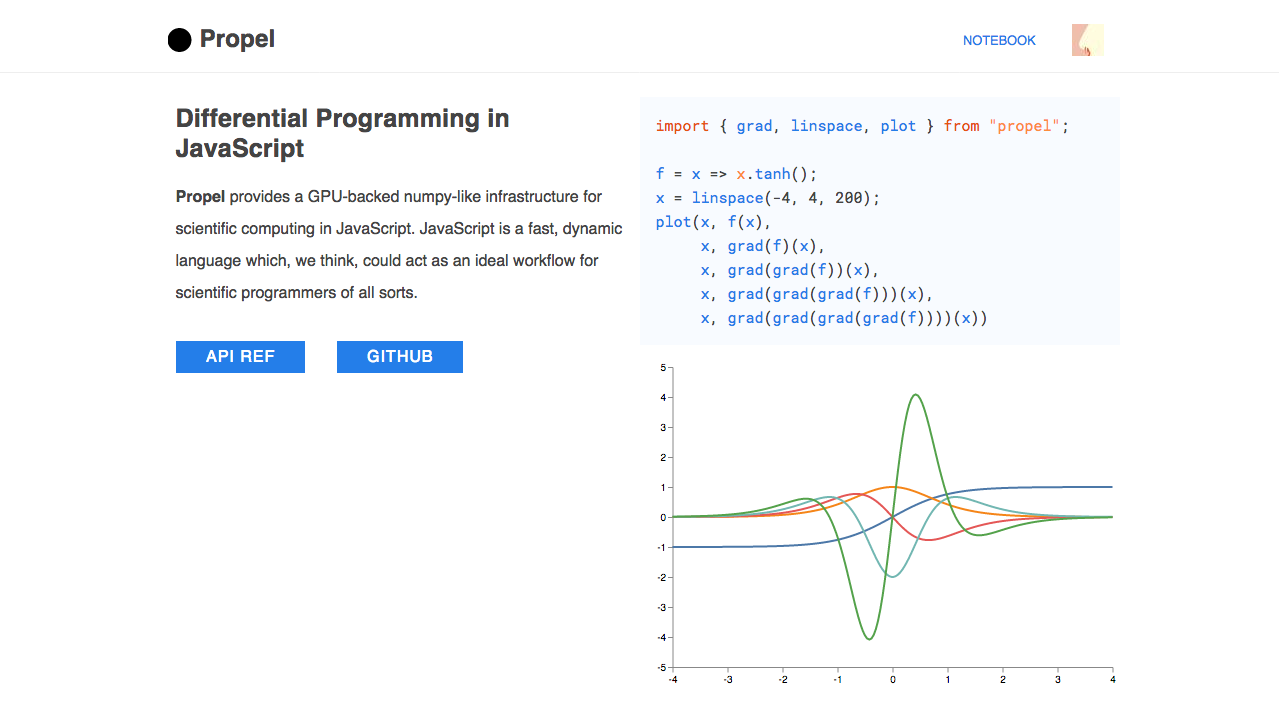 Propel
NOTEBOOK
Differential Programming in
JavaScript
Propel provides a GPU-backed numpy-like infrastructure for
scientific computing in JavaScript. JavaScript is a fast, dynamic
language which, we think, could act as an ideal workflow for
scientific programmers of all sorts.
API REF
GITHUB
import { grad, linspace, plot } from "propel";
f = x => x.tanh();
x = linspace(-4, 4, 200);
plot(x, f(x),
     x, grad(f)(x),
     x, grad(grad(f))(x),
     x, grad(grad(grad(f)))(x),
     x, grad(grad(grad(grad(f))))(x))
5
4
3
2
1
0
-1
-2
-3
-4
-5
-4 -3 -2 -1 0 1 2 3 4